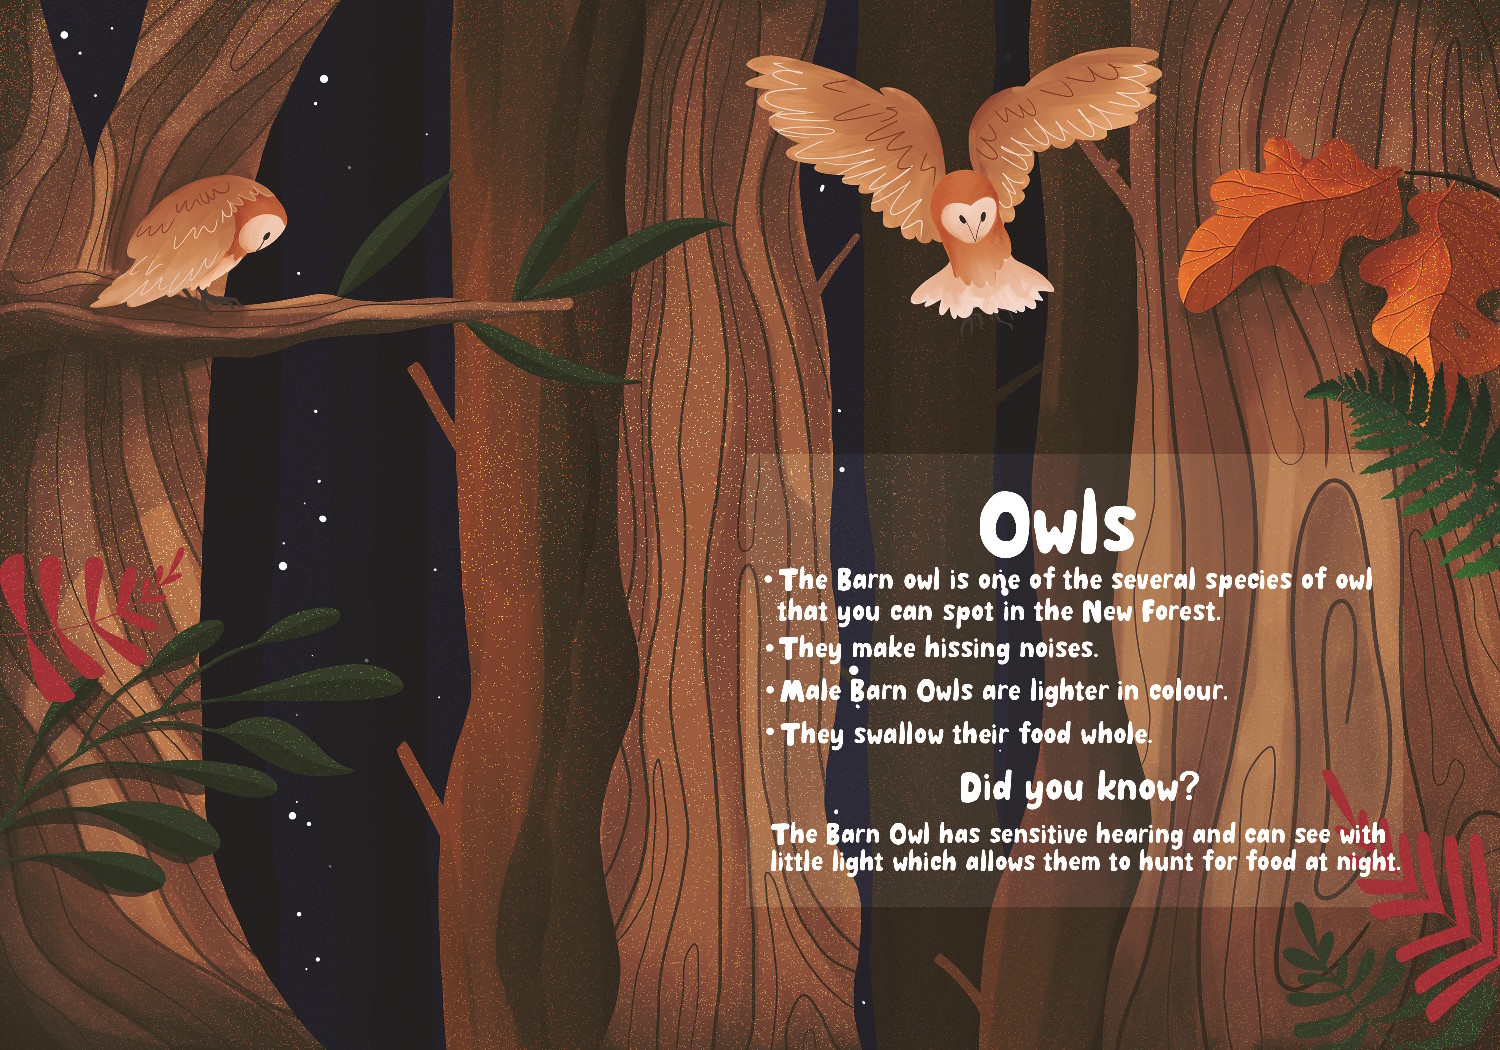 Owls
• The Barn owl is one of the several species of owl
that you can spot in the New Forest.
• They make hissing noises.
• Male Barn Owls are lighter in colour.
• They swallow their food whole.
Did you know?
The Barn Owl has sensitive hearing and can see with
little light which allows them to hunt for food at night.